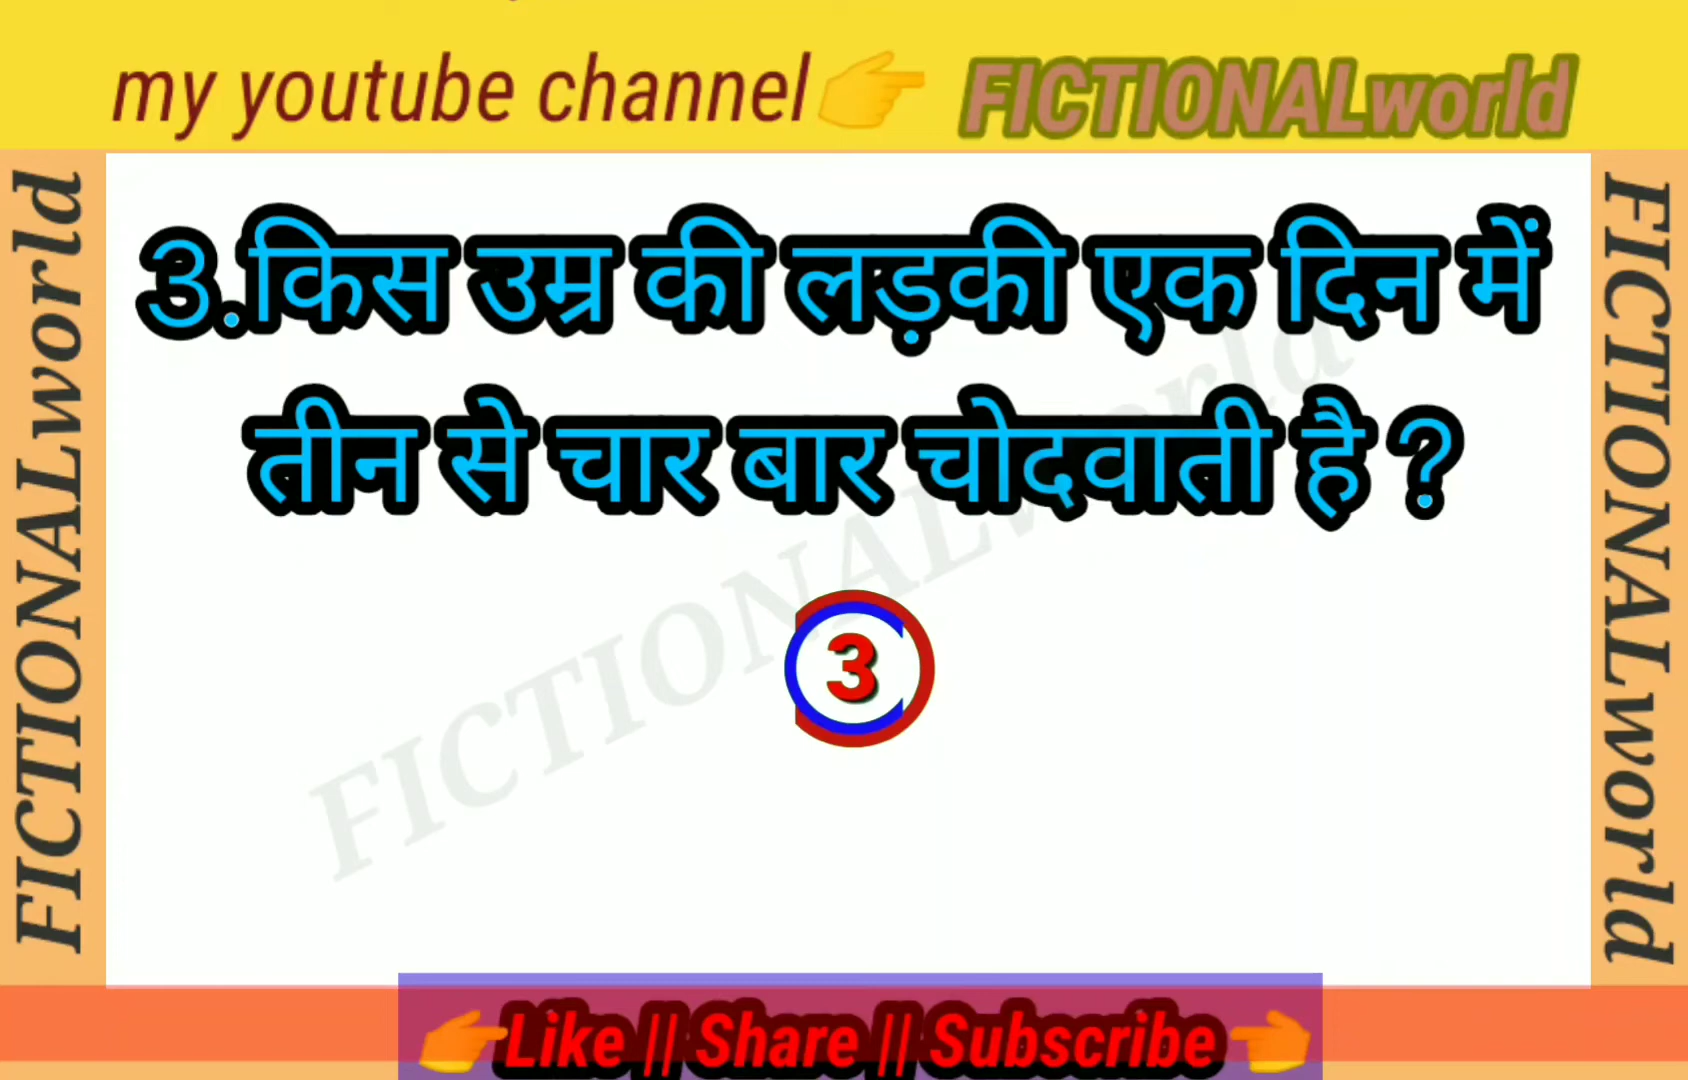 my youtube channel👉 FICTIONALworld
FICTIONALworld
3.किस उम्र की लड़की एक दिन में
तीन से चार बार चोदवाती है ?
FICTIONALworld
3
FICTIONALworld
👉Like || Share || Subscribe👈